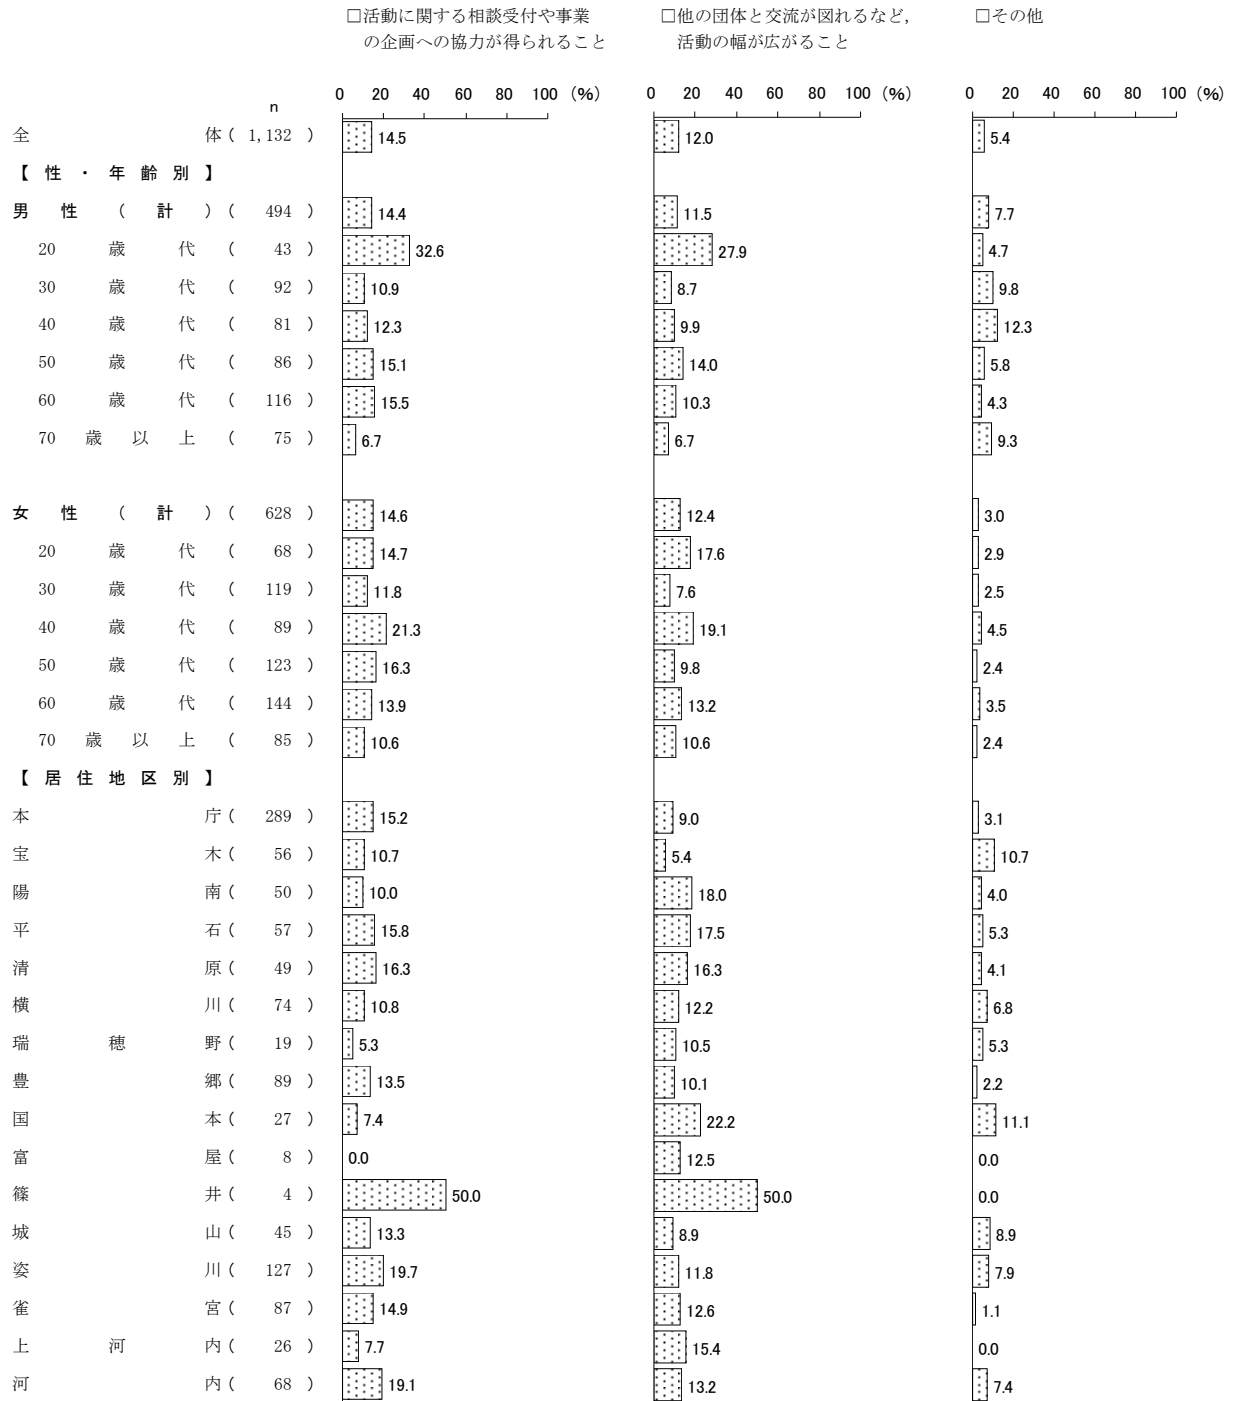 □活動に関する相談受付や事業 □他の団体と交流が図れるなど， □その他
の企画への協力が得られること 活動の幅が広がること
n 0 20 40 60 80 100 (%) 0 20 40 60 80 100 (%) 0 20 40 60 80 100 (%)
全体( 1,132 ) 14.5 12.0 5.4
【 性 ・ 年 齢 別 】
男 性 （ 計 ）( 494 ) 14.4 11.5 7.7
20 歳 代 ( 43 ) 32.6 27.9 4.7
30 歳 代 ( 92 ) 10.9 8.7 9.8
40 歳 代 ( 81 ) 12.3 9.9 12.3
50 歳 代 ( 86 ) 15.1 14.0 5.8
60 歳 代 ( 116 ) 15.5 10.3 4.3
70 歳 以 上 ( 75 ) 6.7 6.7 9.3
女 性 （ 計 ）( 628 ) 14.6 12.4 3.0
20 歳 代 ( 68 ) 14.7 17.6 2.9
30 歳 代 ( 119 ) 11.8 7.6 2.5
40 歳 代 ( 89 ) 21.3 19.1 4.5
50 歳 代 ( 123 ) 16.3 9.8 2.4
60 歳 代 ( 144 ) 13.9 13.2 3.5
70 歳 以 上 ( 85 ) 10.6 10.6 2.4
【 居 住 地 区 別 】
本庁( 289 ) 15.2 9.0 3.1
宝木( 56 ) 10.7 5.4 10.7
陽南( 50 ) 10.0 18.0 4.0
平石( 57 ) 15.8 17.5 5.3
清原( 49 ) 16.3 16.3 4.1
横川( 74 ) 10.8 12.2 6.8
瑞穂野( 19 ) 5.3 10.5 5.3
豊郷( 89 ) 13.5 10.1 2.2
国本( 27 ) 7.4 22.2 11.1
富屋( 8 ) 0.0 12.5 0.0
篠井( 4 ) 50.0 50.0 0.0
城山( 45 ) 13.3 8.9 8.9
姿川( 127 ) 19.7 11.8 7.9
雀宮( 87 ) 14.9 12.6 1.1
上河内( 26 ) 7.7 15.4 0.0
河内( 68 ) 19.1 13.2 7.4